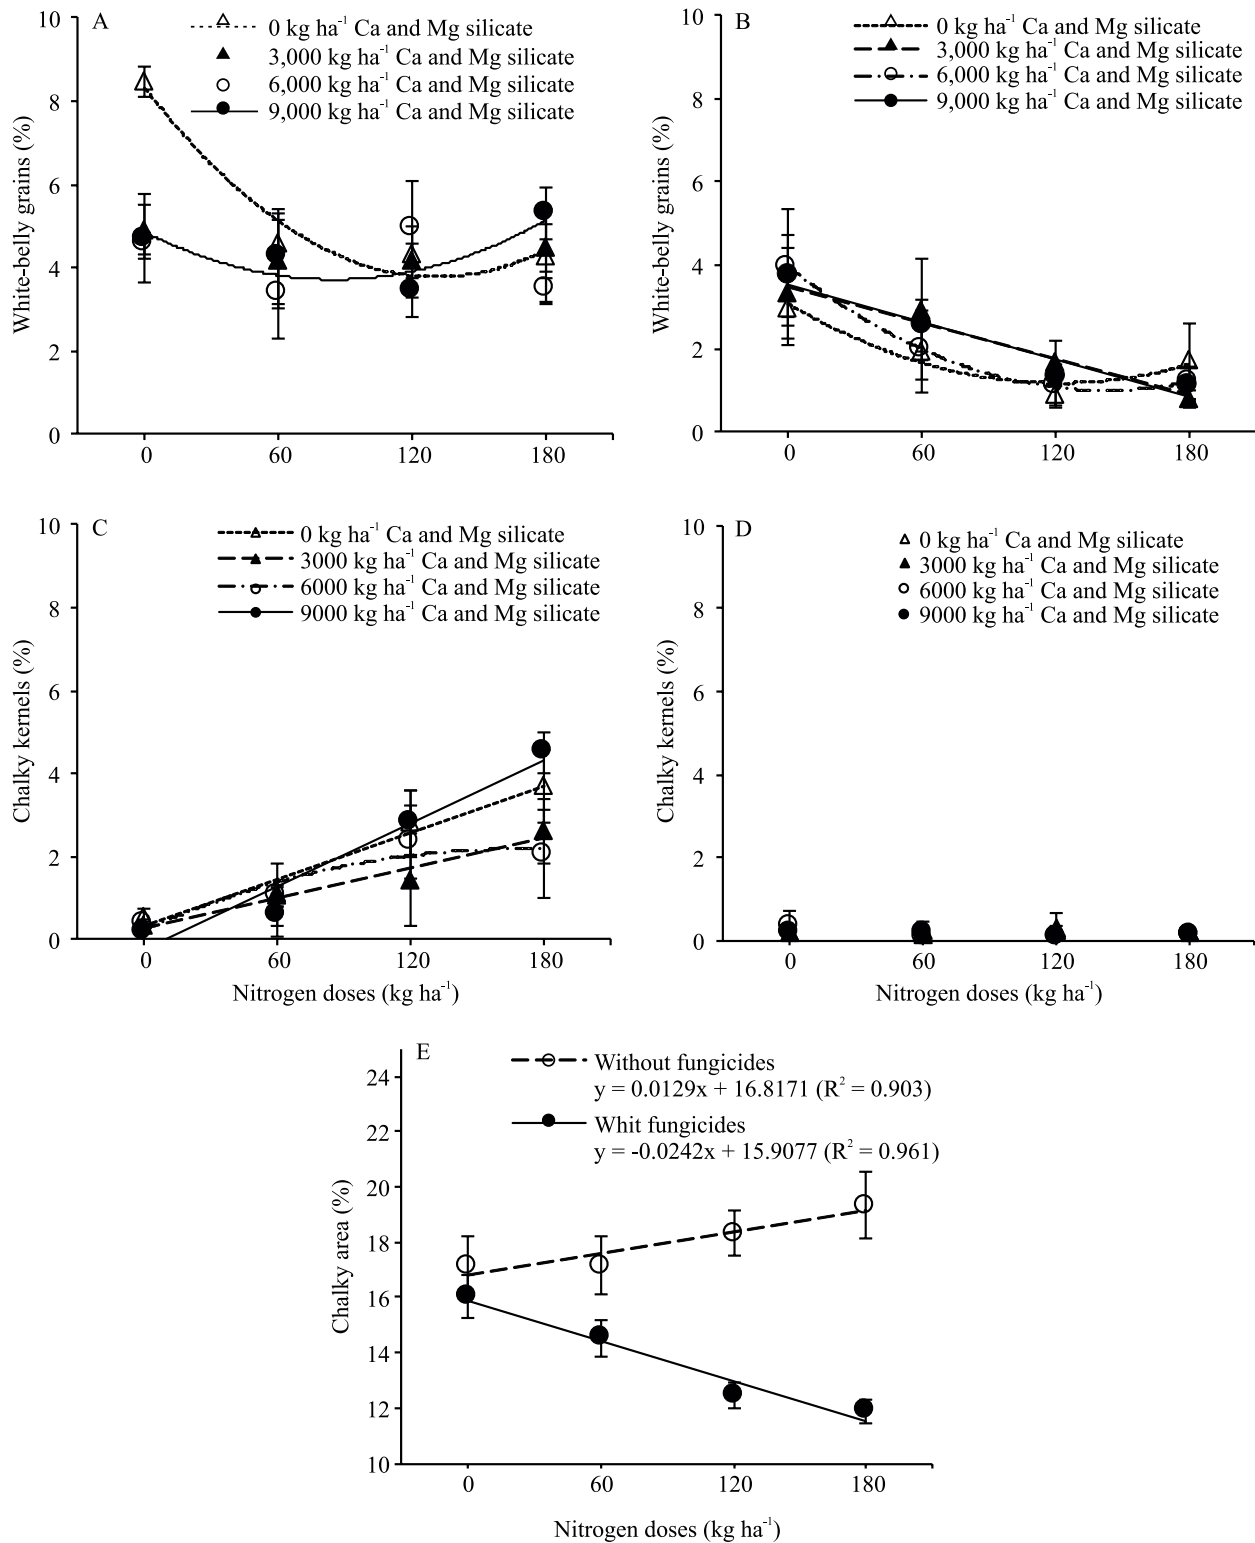 A
0 kg ha⁻¹ Ca and Mg silicate
3,000 kg ha⁻¹ Ca and Mg silicate
6,000 kg ha⁻¹ Ca and Mg silicate
9,000 kg ha⁻¹ Ca and Mg silicate
White-belly grains (%)
10
8
6
4
2
0
0 60 120 180
B
0 kg ha⁻¹ Ca and Mg silicate
3,000 kg ha⁻¹ Ca and Mg silicate
6,000 kg ha⁻¹ Ca and Mg silicate
9,000 kg ha⁻¹ Ca and Mg silicate
White-belly grains (%)
10
8
6
4
2
0
0 60 120 180
C
0 kg ha⁻¹ Ca and Mg silicate
3000 kg ha⁻¹ Ca and Mg silicate
6000 kg ha⁻¹ Ca and Mg silicate
9000 kg ha⁻¹ Ca and Mg silicate
Chalky kernels (%)
10
8
6
4
2
0
0 60 120 180
Nitrogen doses (kg ha⁻¹)
D
0 kg ha⁻¹ Ca and Mg silicate
3000 kg ha⁻¹ Ca and Mg silicate
6000 kg ha⁻¹ Ca and Mg silicate
9000 kg ha⁻¹ Ca and Mg silicate
Chalky kernels (%)
10
8
6
4
2
0
0 60 120 180
Nitrogen doses (kg ha⁻¹)
E
Without fungicides
y = 0.0129x + 16.8171 (R² = 0.903)
Whit fungicides
y = -0.0242x + 15.9077 (R² = 0.961)
Chalky area (%)
24
22
20
18
16
14
12
10
0 60 120 180
Nitrogen doses (kg ha⁻¹)